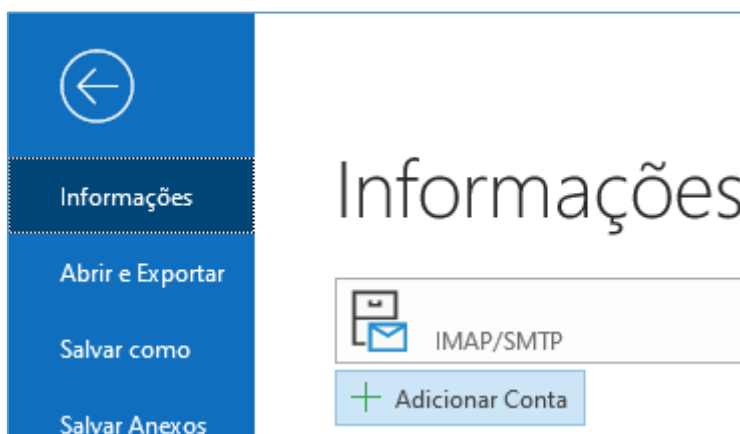 Informações
Abrir e Exportar
Salvar como
Salvar Anexos
Informações
IMAP/SMTP
Adicionar Conta